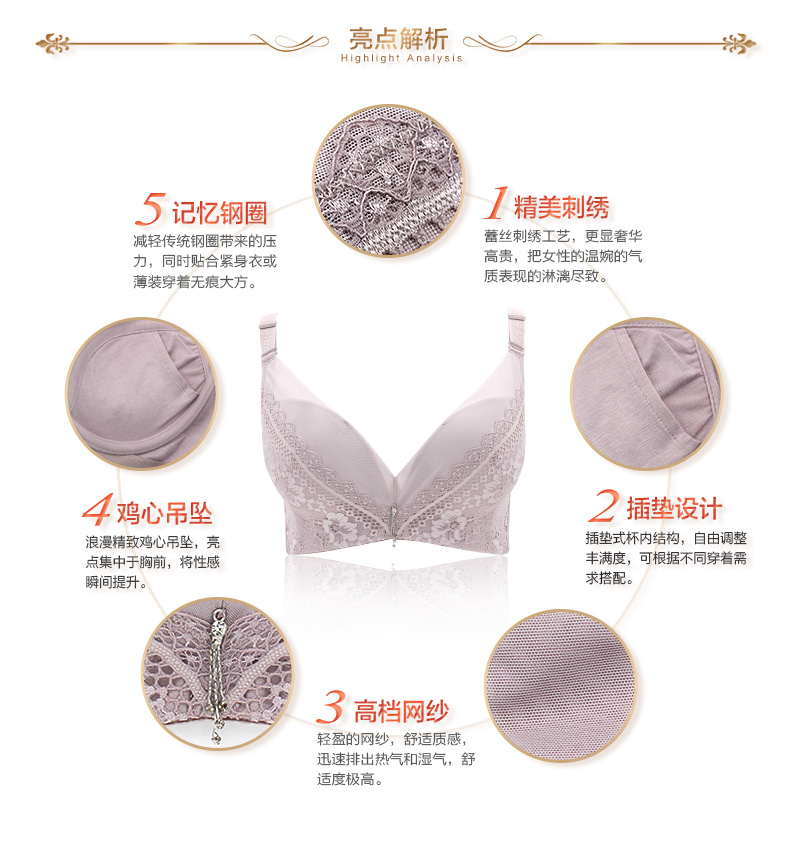 亮点解析
Highlight Analysis
1 精美刺绣
蕾丝刺绣工艺，更显奢华
高贵，把女性的温婉的气
质表现的淋漓尽致。
2 插垫设计
插垫式杯内结构，自由调整
丰满度，可根据不同穿着需
求搭配。
3 高档网纱
轻盈的网纱，舒适质感，
迅速排出热气和湿气，舒
适度极高。
4 鸡心吊坠
浪漫精致鸡心吊坠，亮
点集中于胸前，将性感
瞬间提升。
5 记忆钢圈
减轻传统钢圈带来的压
力，同时贴合紧身衣或
薄装穿着无痕大方。